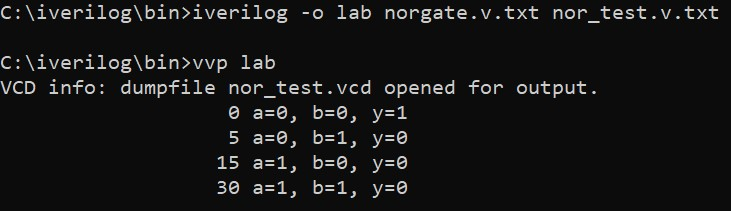 C:\iverilog\bin>iverilog -o lab norgate.v.txt nor_test.v.txt
C:\iverilog\bin>vvp lab
VCD info: dumpfile nor_test.vcd opened for output.
0 a=0, b=0, y=1
5 a=0, b=1, y=0
15 a=1, b=0, y=0
30 a=1, b=1, y=0